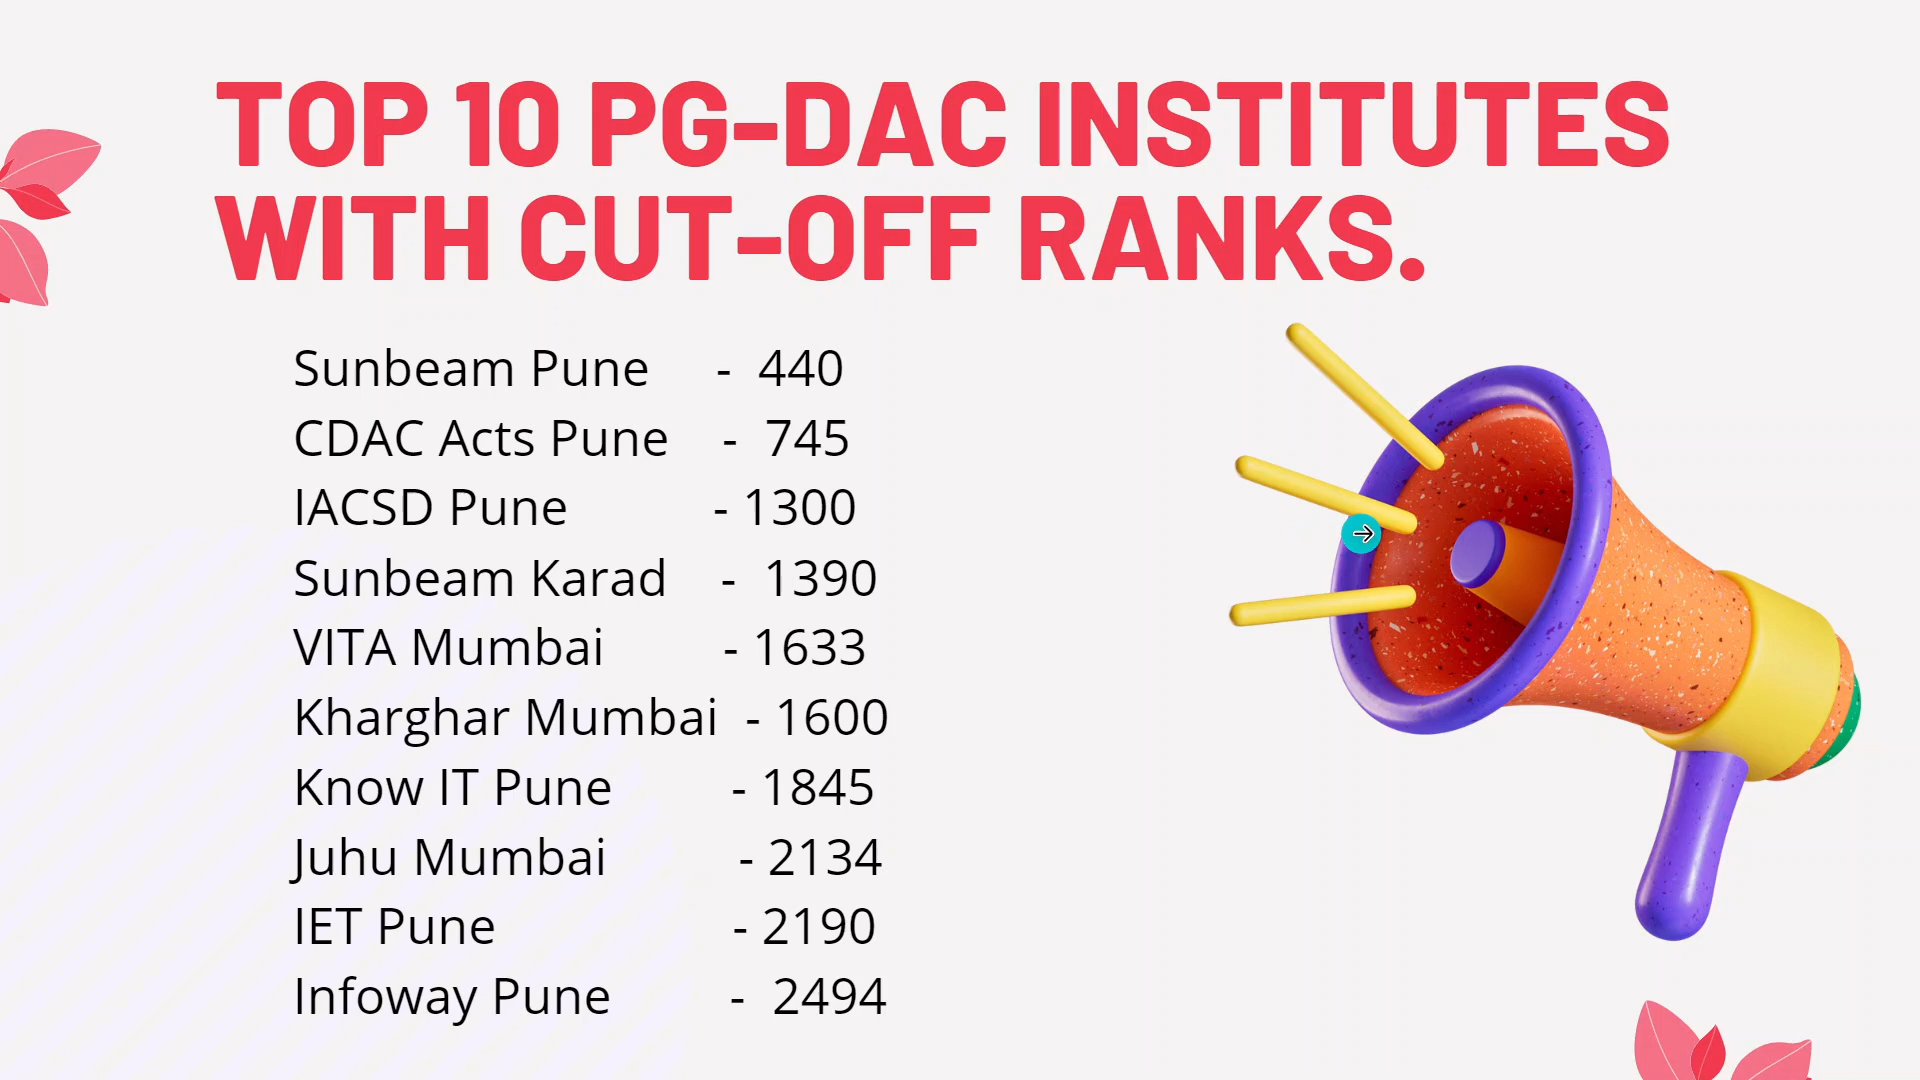 TOP 10 PG-DAC INSTITUTES
WITH CUT-OFF RANKS.
Sunbeam Pune - 440
CDAC Acts Pune - 745
IACSD Pune - 1300
Sunbeam Karad - 1390
VITA Mumbai - 1633
Kharghar Mumbai - 1600
Know IT Pune - 1845
Juhu Mumbai - 2134
IET Pune - 2190
Infoway Pune - 2494